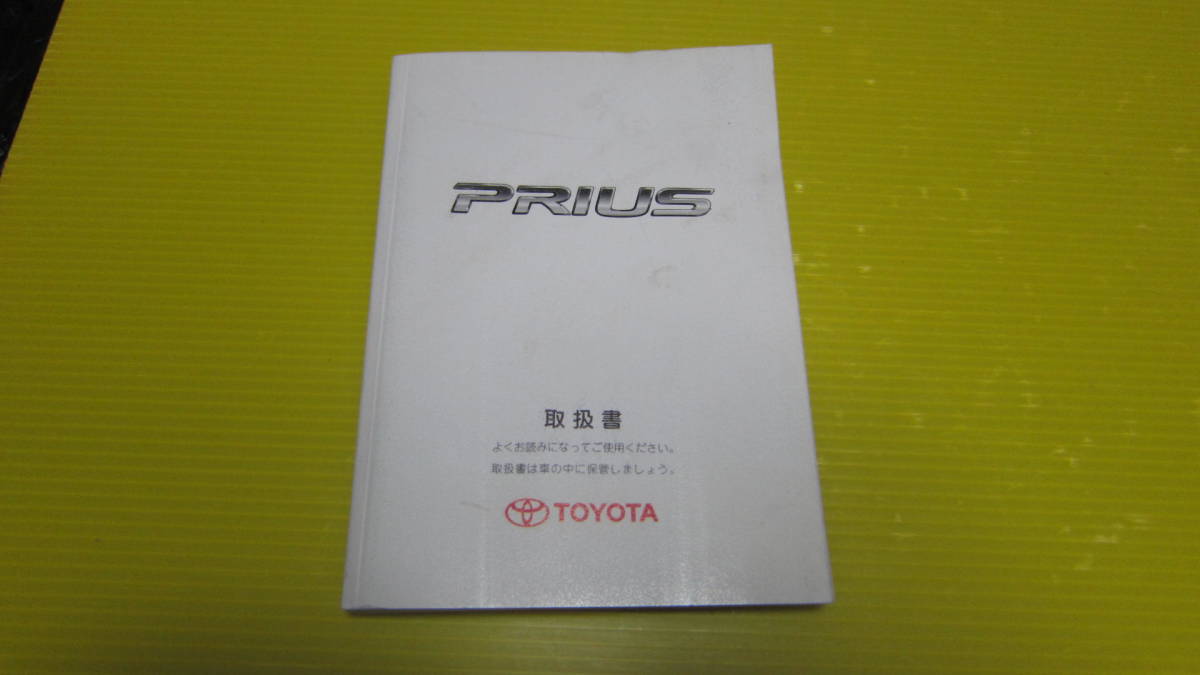 PRIUS
取扱書
よくお読みになってご使用ください。
取扱書は車の中に保管しましょう。
TOYOTA